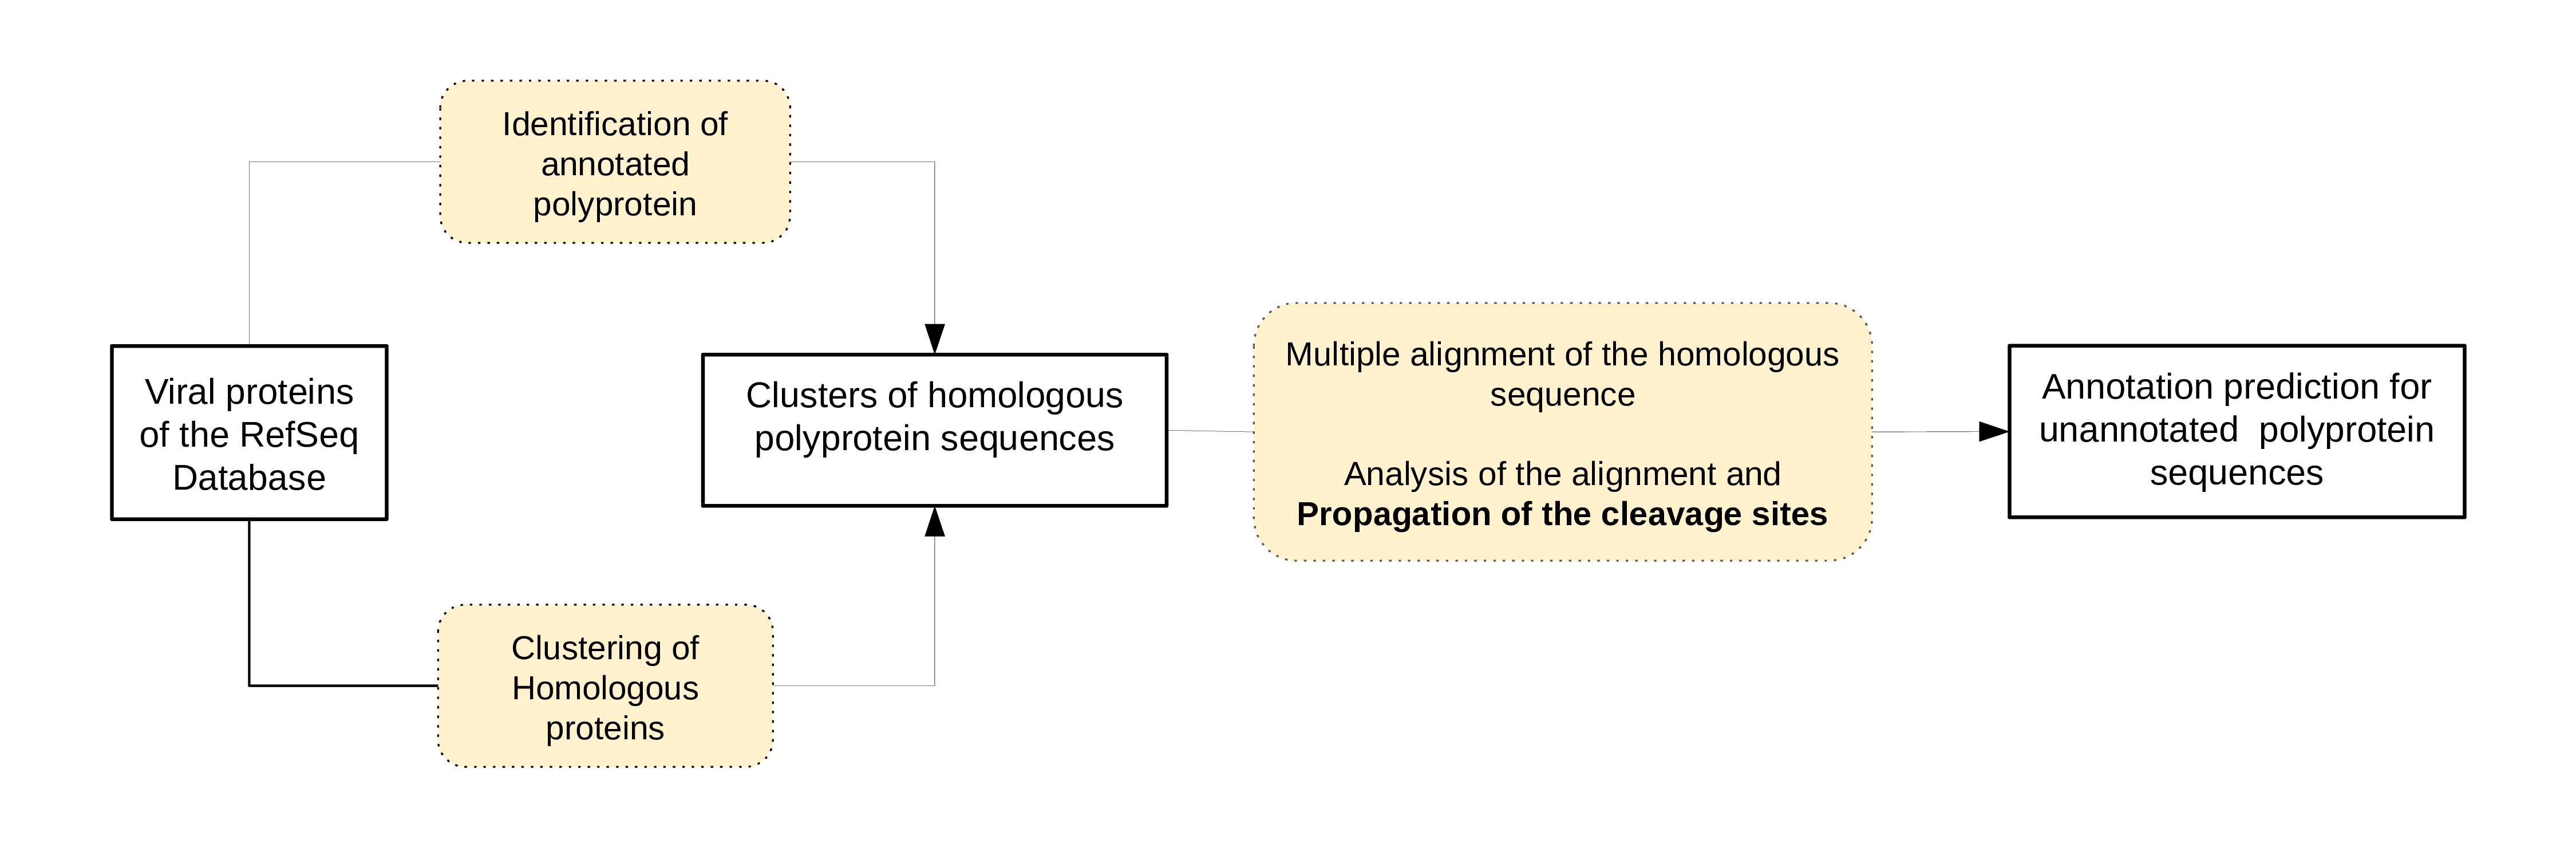 Identification of
annotated
polyprotein
Viral proteins
of the RefSeq
Database
Clusters of homologous
polyprotein sequences
Clustering of
Homologous
proteins
Multiple alignment of the homologous
sequence
Analysis of the alignment and
Propagation of the cleavage sites
Annotation prediction for
unannotated  polyprotein
sequences